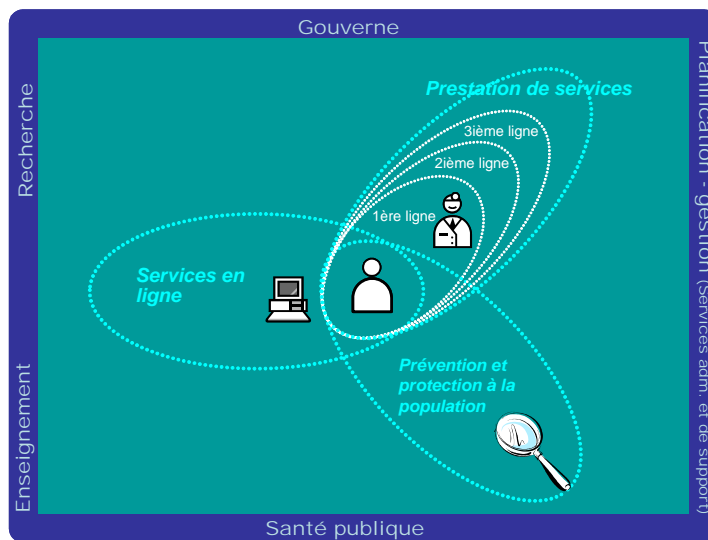 Gouverne
Recherche
Enseignement
Planification - gestion (Services adm. et de support)
Prestation de services
3ième ligne
2ième ligne
1ère ligne
Services en
ligne
Prévention et
protection à la
population
Santé publique